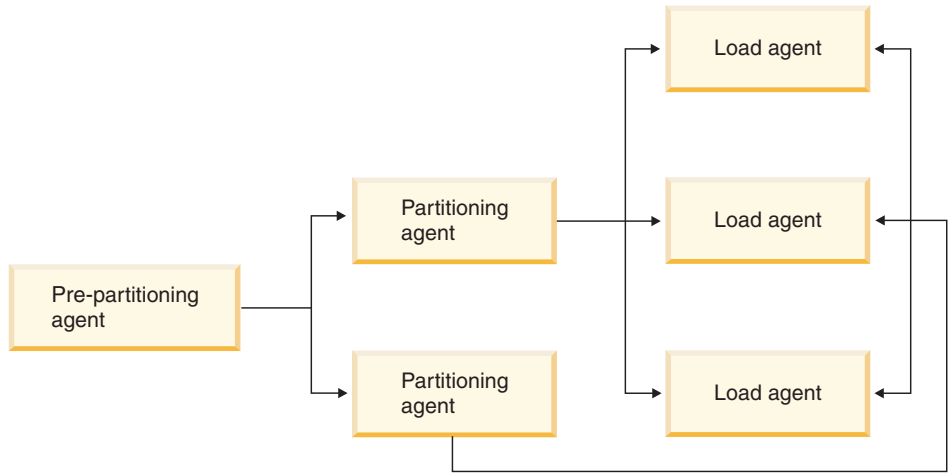 Pre-partitioning
agent
Partitioning
agent
Partitioning
agent
Load agent
Load agent
Load agent